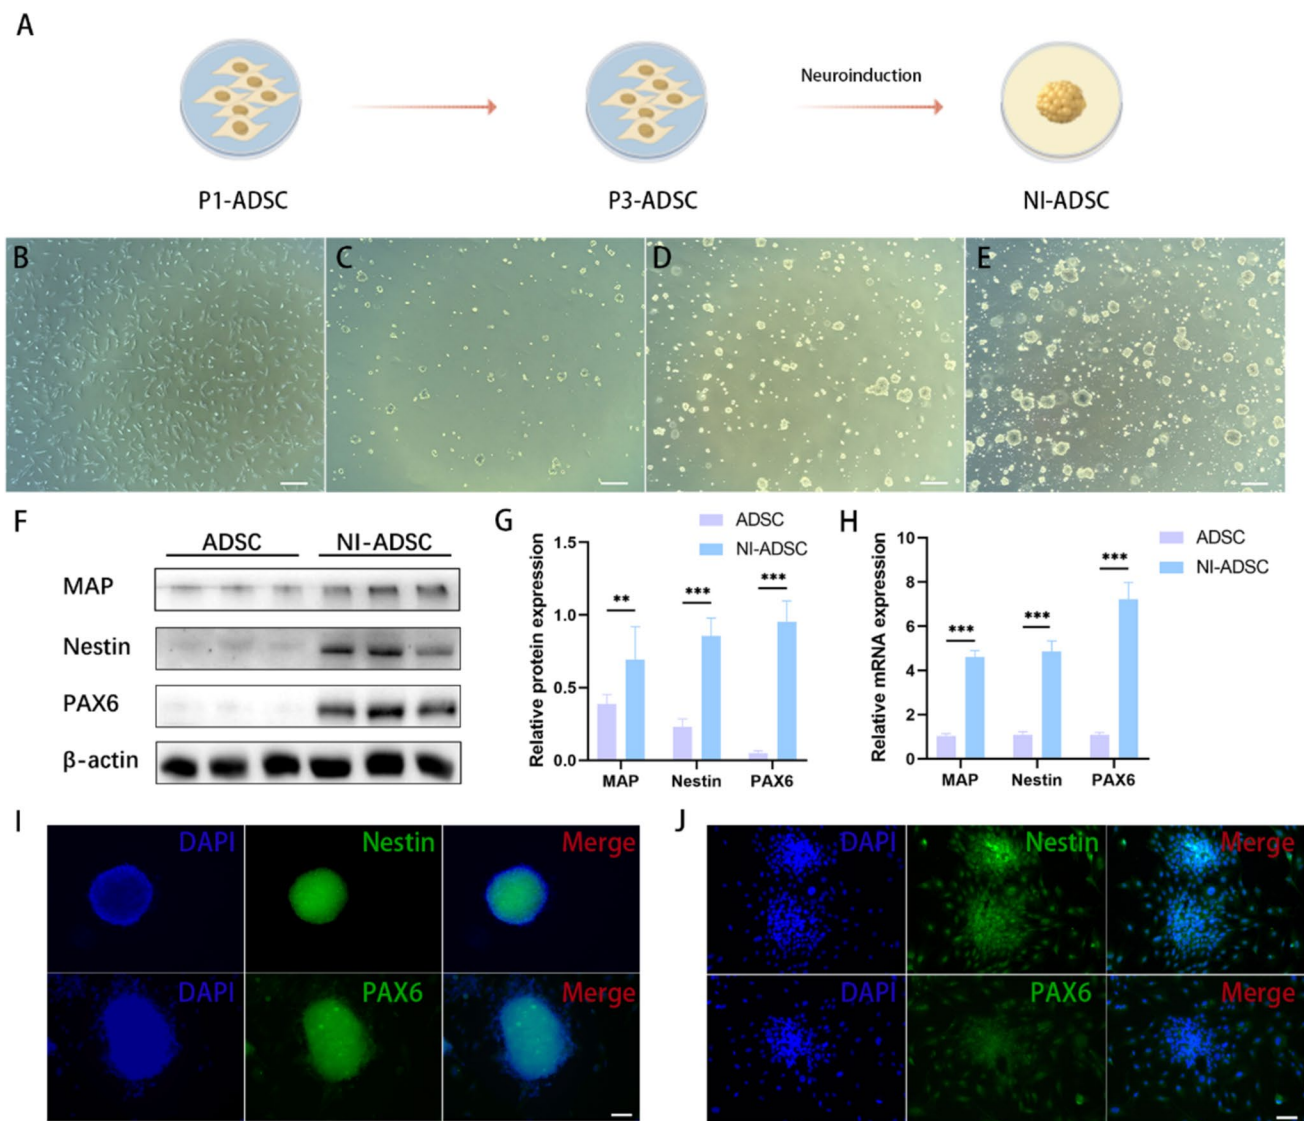 A
Neuroinduction
P1-ADSC
P3-ADSC
NI-ADSC
B
C
D
E
F
ADSC
NI-ADSC
MAP
Nestin
PAX6
β-actin
G
ADSC
NI-ADSC
Relative protein expression
1.5
1.0
0.5
0.0
**
***
***
MAP
Nestin
PAX6
H
ADSC
NI-ADSC
Relative mRNA expression
10
8
6
4
2
0
***
***
***
MAP
Nestin
PAX6
I
DAPI
Nestin
Merge
DAPI
PAX6
Merge
J
DAPI
Nestin
Merge
DAPI
PAX6
Merge